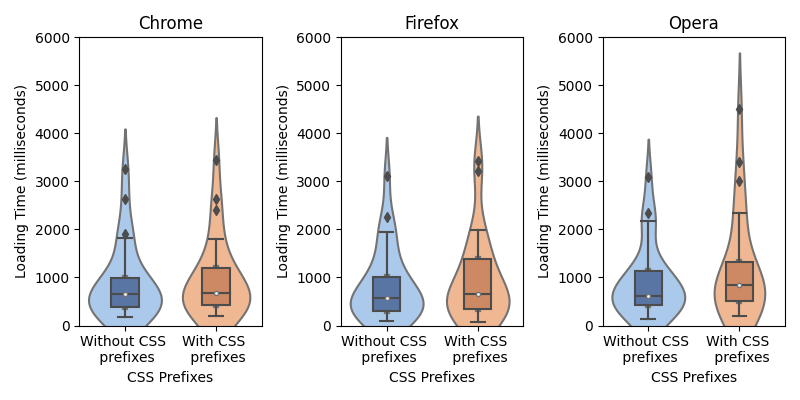 Chrome
Loading Time (milliseconds)
6000
5000
4000
3000
2000
1000
0
Without CSS
prefixes
With CSS
prefixes
CSS Prefixes
Firefox
Loading Time (milliseconds)
6000
5000
4000
3000
2000
1000
0
Without CSS
prefixes
With CSS
prefixes
CSS Prefixes
Opera
Loading Time (milliseconds)
6000
5000
4000
3000
2000
1000
0
Without CSS
prefixes
With CSS
prefixes
CSS Prefixes